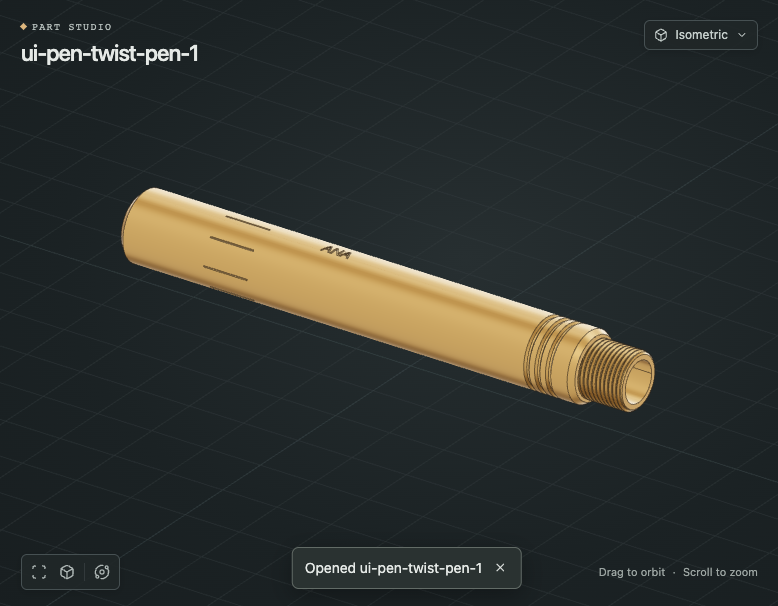 PART STUDIO
ui-pen-twist-pen-1
Isometric
ANA
Opened ui-pen-twist-pen-1
Drag to orbit · Scroll to zoom